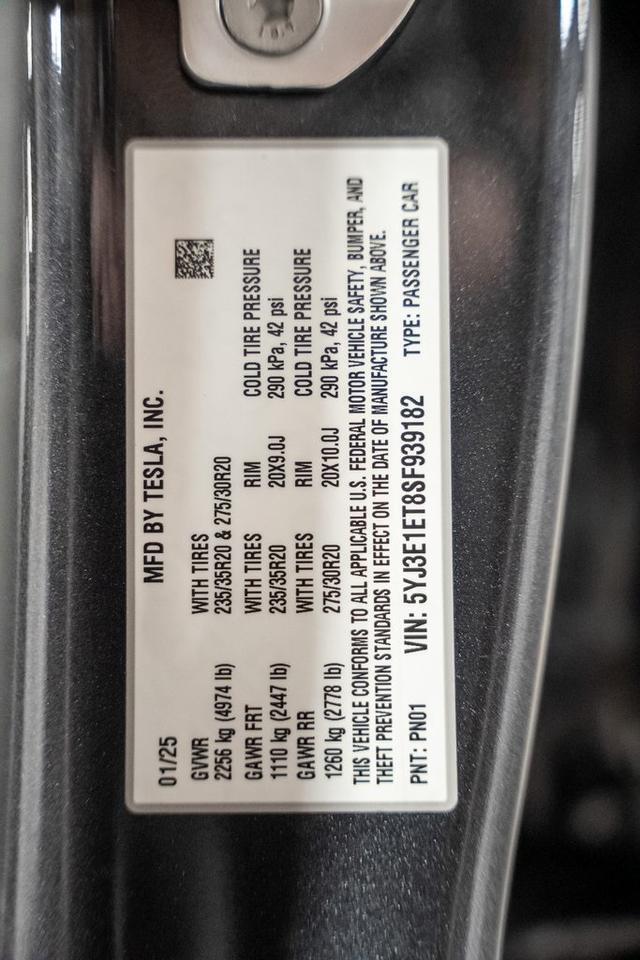 01/25 MFD BY TESLA, INC.
GVWR WITH TIRES
2256 kg (4974 lb) 235/35R20 & 275/30R20
GAWR FRT WITH TIRES RIM COLD TIRE PRESSURE
1110 kg (2447 lb) 235/35R20 20X9.0J 290 kPa, 42 psi
GAWR RR WITH TIRES RIM COLD TIRE PRESSURE
1260 kg (2778 lb) 275/30R20 20X10.0J 290 kPa, 42 psi
THIS VEHICLE CONFORMS TO ALL APPLICABLE U.S. FEDERAL MOTOR VEHICLE SAFETY, BUMPER, AND
THEFT PREVENTION STANDARDS IN EFFECT ON THE DATE OF MANUFACTURE SHOWN ABOVE.
PNT: PN01 VIN: 5YJ3E1ET8SF939182 TYPE: PASSENGER CAR